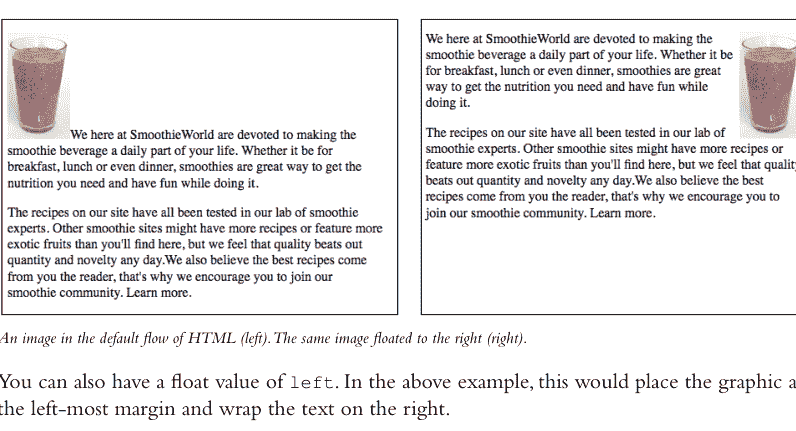 We here at SmoothieWorld are devoted to making the
smoothie beverage a daily part of your life. Whether it be for
breakfast, lunch or even dinner, smoothies are great way to get the
nutrition you need and have fun while doing it.
The recipes on our site have all been tested in our lab of smoothie
experts. Other smoothie sites might have more recipes or feature more
exotic fruits than you'll find here, but we feel that quality beats out
quantity and novelty any day.We also believe the best recipes come
from you the reader, that's why we encourage you to join our
smoothie community. Learn more.
We here at SmoothieWorld are devoted to making the
smoothie beverage a daily part of your life. Whether it be
for breakfast, lunch or even dinner, smoothies are great
way to get the nutrition you need and have fun while
doing it.
The recipes on our site have all been tested in our lab of
smoothie experts. Other smoothie sites might have more recipes or
feature more exotic fruits than you'll find here, but we feel that quality
beats out quantity and novelty any day.We also believe the best
recipes come from you the reader, that's why we encourage you to
join our smoothie community. Learn more.
An image in the default flow of HTML (left). The same image floated to the right (right).
You can also have a float value of left. In the above example, this would place the graphic a
the left-most margin and wrap the text on the right.